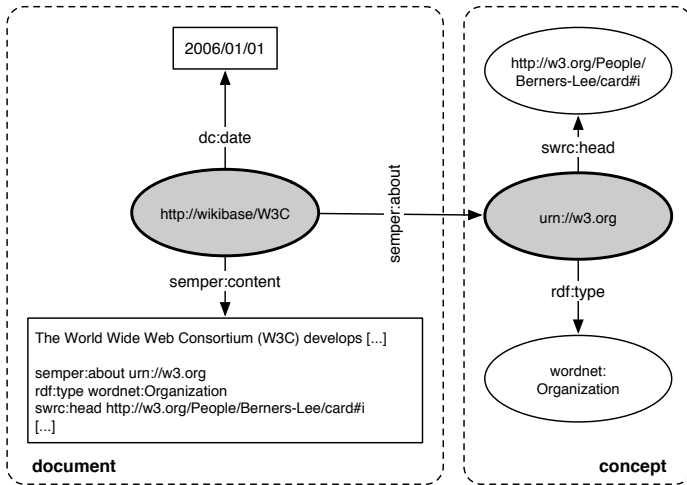 2006/01/01
dc:date
http://wikibase/W3C
semper:content
The World Wide Web Consortium (W3C) develops [...]
semper:about urn://w3.org
rdf:type wordnet:Organization
swrc:head http://w3.org/People/Berners-Lee/card#i
[...]
document
semper:about
http://w3.org/People/
Berners-Lee/card#i
swrc:head
urn://w3.org
rdf:type
wordnet:
Organization
concept